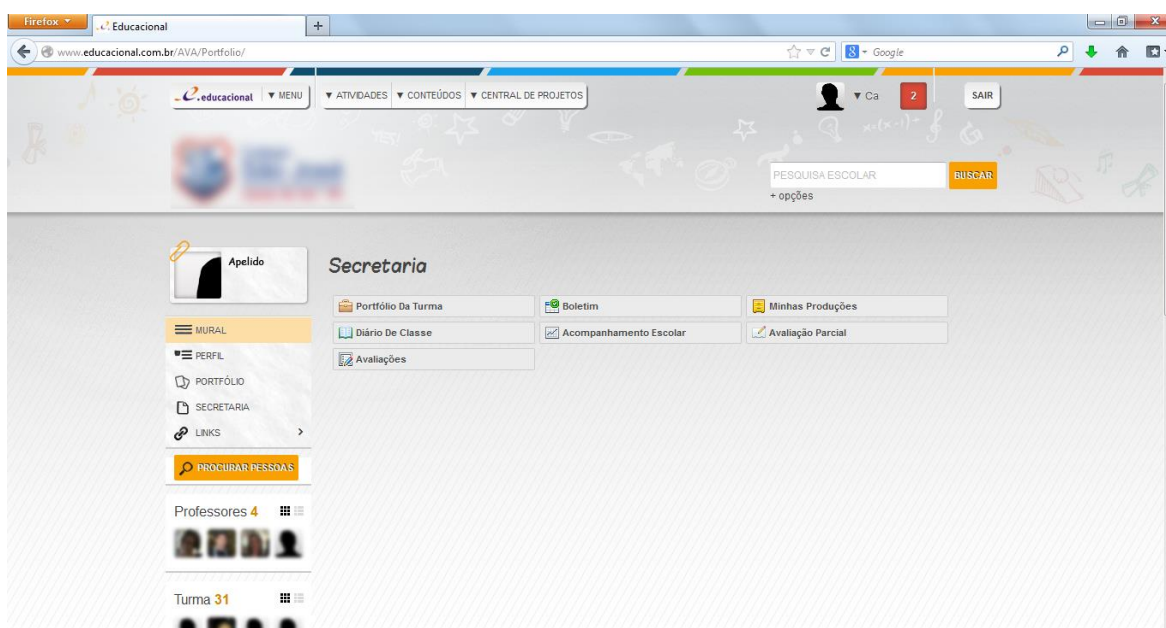 Firefox
e. Educacional
+
www.educacional.com.br/AVA/Portfolio/
8 Google
e.educacional ▼ MENU ▼ ATIVIDADES ▼ CONTEÚDOS ▼ CENTRAL DE PROJETOS ▼ Ca 2 SAIR
PESQUISA ESCOLAR BUSCAR
+ opções
Apelido
Secretaria
Portfólio Da Turma Boletim Minhas Produções
Diário De Classe Acompanhamento Escolar Avaliação Parcial
Avaliações
MURAL
PERFIL
PORTFÓLIO
SECRETARIA
LINKS
PROCURAR PESSOAS
Professores 4
Turma 31